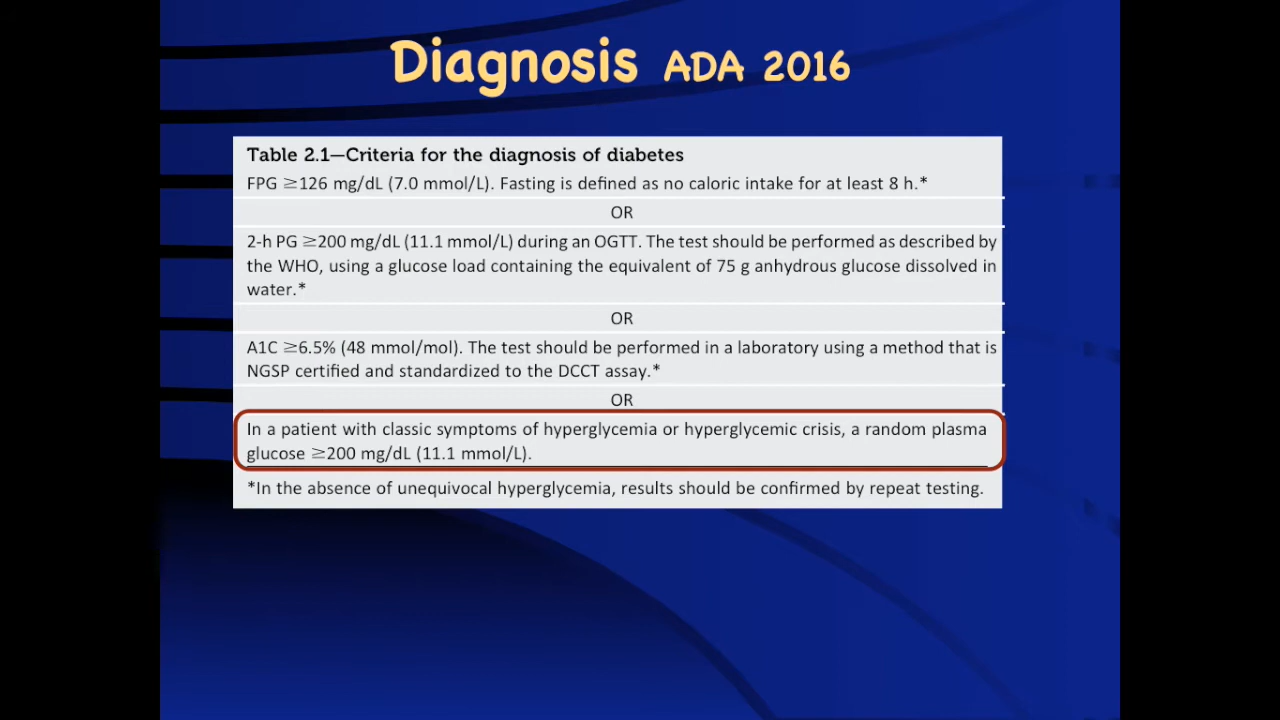 Diagnosis ADA 2016
Table 2.1—Criteria for the diagnosis of diabetes
FPG ≥126 mg/dL (7.0 mmol/L). Fasting is defined as no caloric intake for at least 8 h.*
OR
2-h PG ≥200 mg/dL (11.1 mmol/L) during an OGTT. The test should be performed as described by
the WHO, using a glucose load containing the equivalent of 75 g anhydrous glucose dissolved in
water.*
OR
A1C ≥6.5% (48 mmol/mol). The test should be performed in a laboratory using a method that is
NGSP certified and standardized to the DCCT assay.*
OR
In a patient with classic symptoms of hyperglycemia or hyperglycemic crisis, a random plasma
glucose ≥200 mg/dL (11.1 mmol/L).
*In the absence of unequivocal hyperglycemia, results should be confirmed by repeat testing.